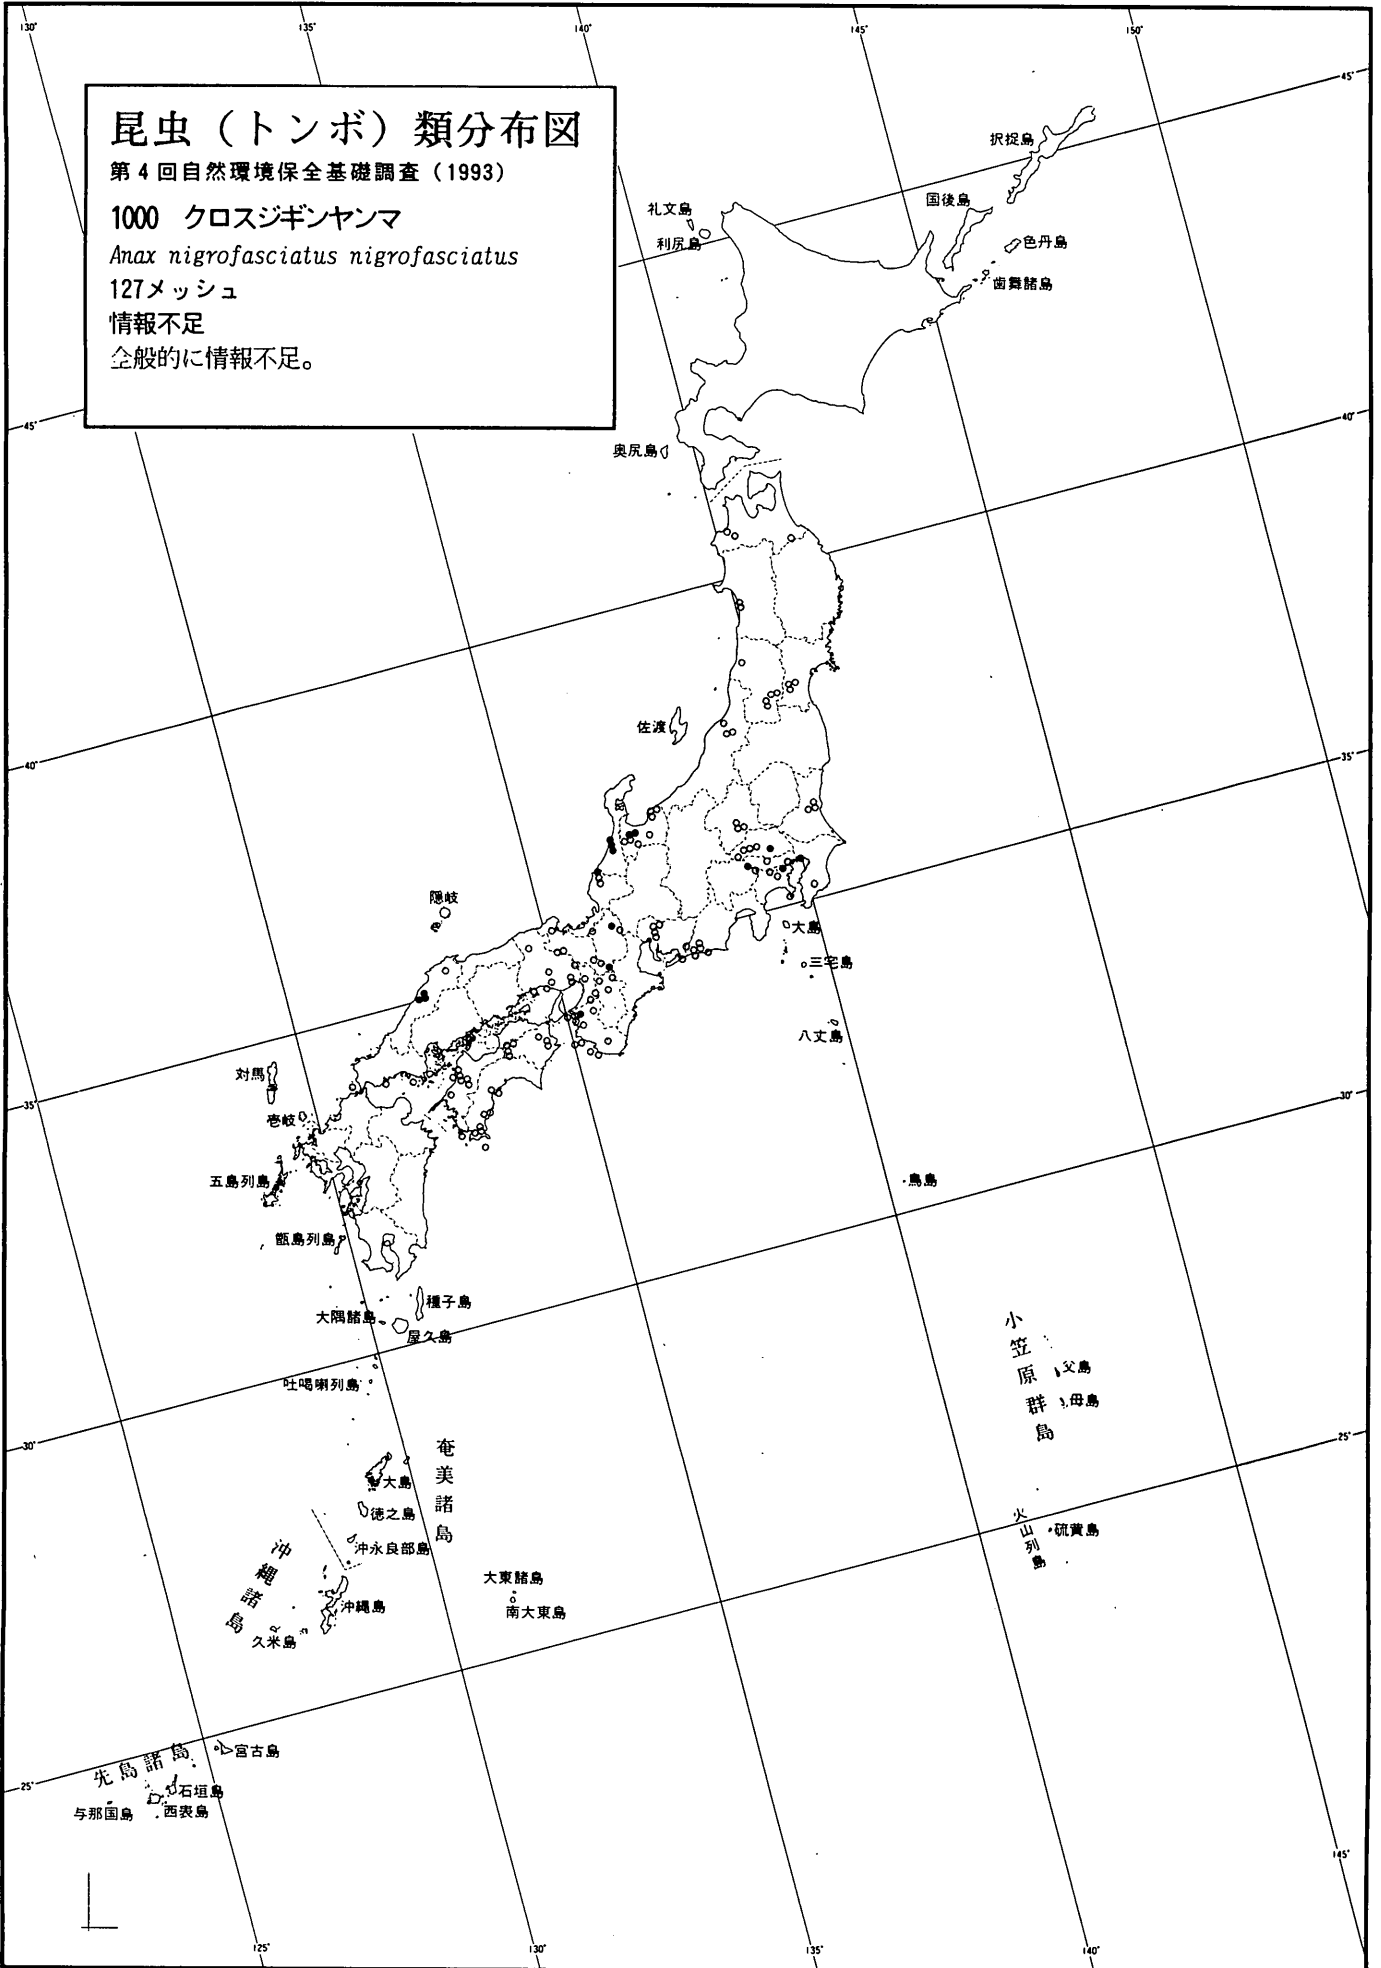 昆虫（トンボ）類分布図
第4回自然環境保全基礎調査（1993）
1000 クロスジギンヤンマ
Anax nigrofasciatus nigrofasciatus
127メッシュ
情報不足
全般的に情報不足。
130°
135°
140°
145°
150°
45°
択捉島
国後島
色丹島
歯舞諸島
礼文島
利尻島
45°
40°
奥尻島
佐渡
40°
35°
隠岐
大島
三宅島
八丈島
対馬
壱岐
35°
30°
五島列島
鳥島
甑島列島
種子島
大隅諸島
屋久島
吐喝喇列島
小笠原群島
父島
母島
30°
25°
奄美諸島
大島
徳之島
沖永良部島
火山列島
硫黄島
沖縄諸島
沖縄島
久米島
大東諸島
南大東島
先島諸島
宮古島
石垣島
西表島
与那国島
25°
145°
125°
130°
135°
140°